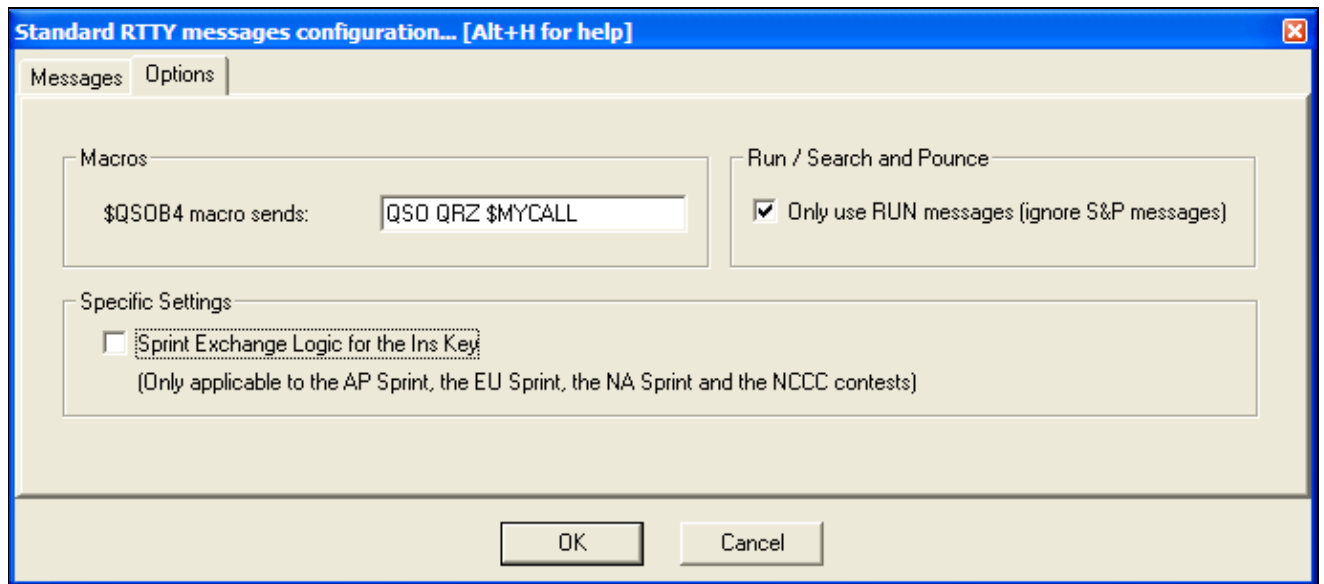 Standard RTTY messages configuration... [Alt+H for help]
Messages
Options
Macros
$QSOB4 macro sends:
QSO QRZ $MYCALL
Run / Search and Pounce
Only use RUN messages (ignore S&P messages)
Specific Settings
Sprint Exchange Logic for the Ins Key
(Only applicable to the AP Sprint, the EU Sprint, the NA Sprint and the NCCC contests)
OK
Cancel